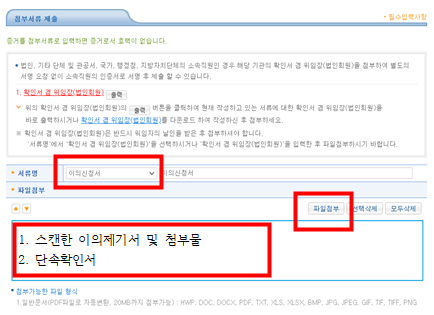 첨부서류 제출
• 필수입력사항
증거를 첨부서류로 입력하면 증거로서 효력이 없습니다.
• 법인, 기타 단체 및 관공서, 국가, 행정청, 지방자치단체의 소속직원인 경우 해당 기관의 확인서 겸 위임장(법인회원)을 첨부하여 별도의
서명 요청 없이 소속직원의 인증서로 서명 후 제출 할 수 있습니다.
1. 확인서 겸 위임장(법인회원) 출력
위의 확인서 겸 위임장(법인회원)의 출력 버튼을 클릭하여 현재 작성하고 있는 서류에 대한 확인서 겸 위임장(법인회원)을
바로 출력하시거나 확인서 겸 위임장(법인회원)를 다운로드 하여 작성하신 후 첨부하세요.
※ 확인서 겸 위임장(법인회원)은 반드시 위임자의 날인을 받은 후 첨부하셔야 합니다.
'서류명'에서 '확인서 겸 위임장(법인회원)'을 선택하시거나 '확인서 겸 위임장(법인회원)'을 입력한 후 파일첨부하시기 바랍니다.
• 서류명 이의신청서 이의신청서
• 파일첨부
파일첨부 선택삭제 모두삭제
1. 스캔한 이의제기서 및 첨부물
2. 단속확인서
• 첨부가능한 파일 형식
1.일반문서(PDF파일로 자동변환, 20MB까지 첨부가능) : HWP, DOC, DOCX, PDF, TXT, XLS, XLSX, BMP, JPG, JPEG, GIF, TIF, TIFF, PNG